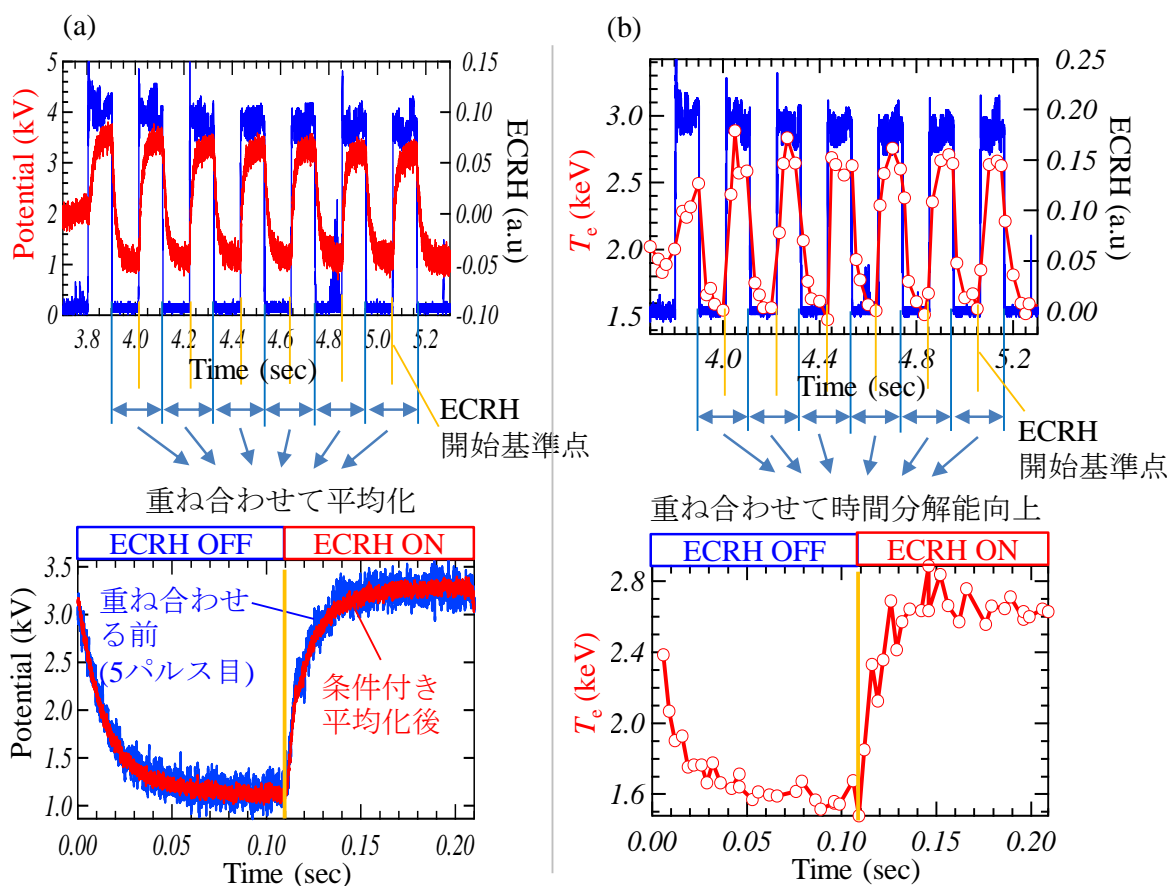 (a)
5
4
3
2
1
0
Potential (kV)
0.15
0.10
0.05
0.00
-0.05
-0.10
ECRH (a.u)
3.8 4.0 4.2 4.4 4.6 4.8 5.0 5.2
Time (sec)
ECRH
開始基準点
重ね合わせて平均化
ECRH OFF ECRH ON
3.5
3.0
2.5
2.0
1.5
1.0
Potential (kV)
重ね合わせ
る前
(5パルス目)
条件付き
平均化後
0.00 0.05 0.10 0.15 0.20
Time (sec)
(b)
3.0
2.5
2.0
1.5
Te (keV)
0.25
0.20
0.15
0.10
0.05
0.00
ECRH (a.u)
4.0 4.4 4.8 5.2
Time (sec)
ECRH
開始基準点
重ね合わせて時間分解能向上
ECRH OFF ECRH ON
2.8
2.4
2.0
1.6
Te (keV)
0.00 0.05 0.10 0.15 0.20
Time (sec)